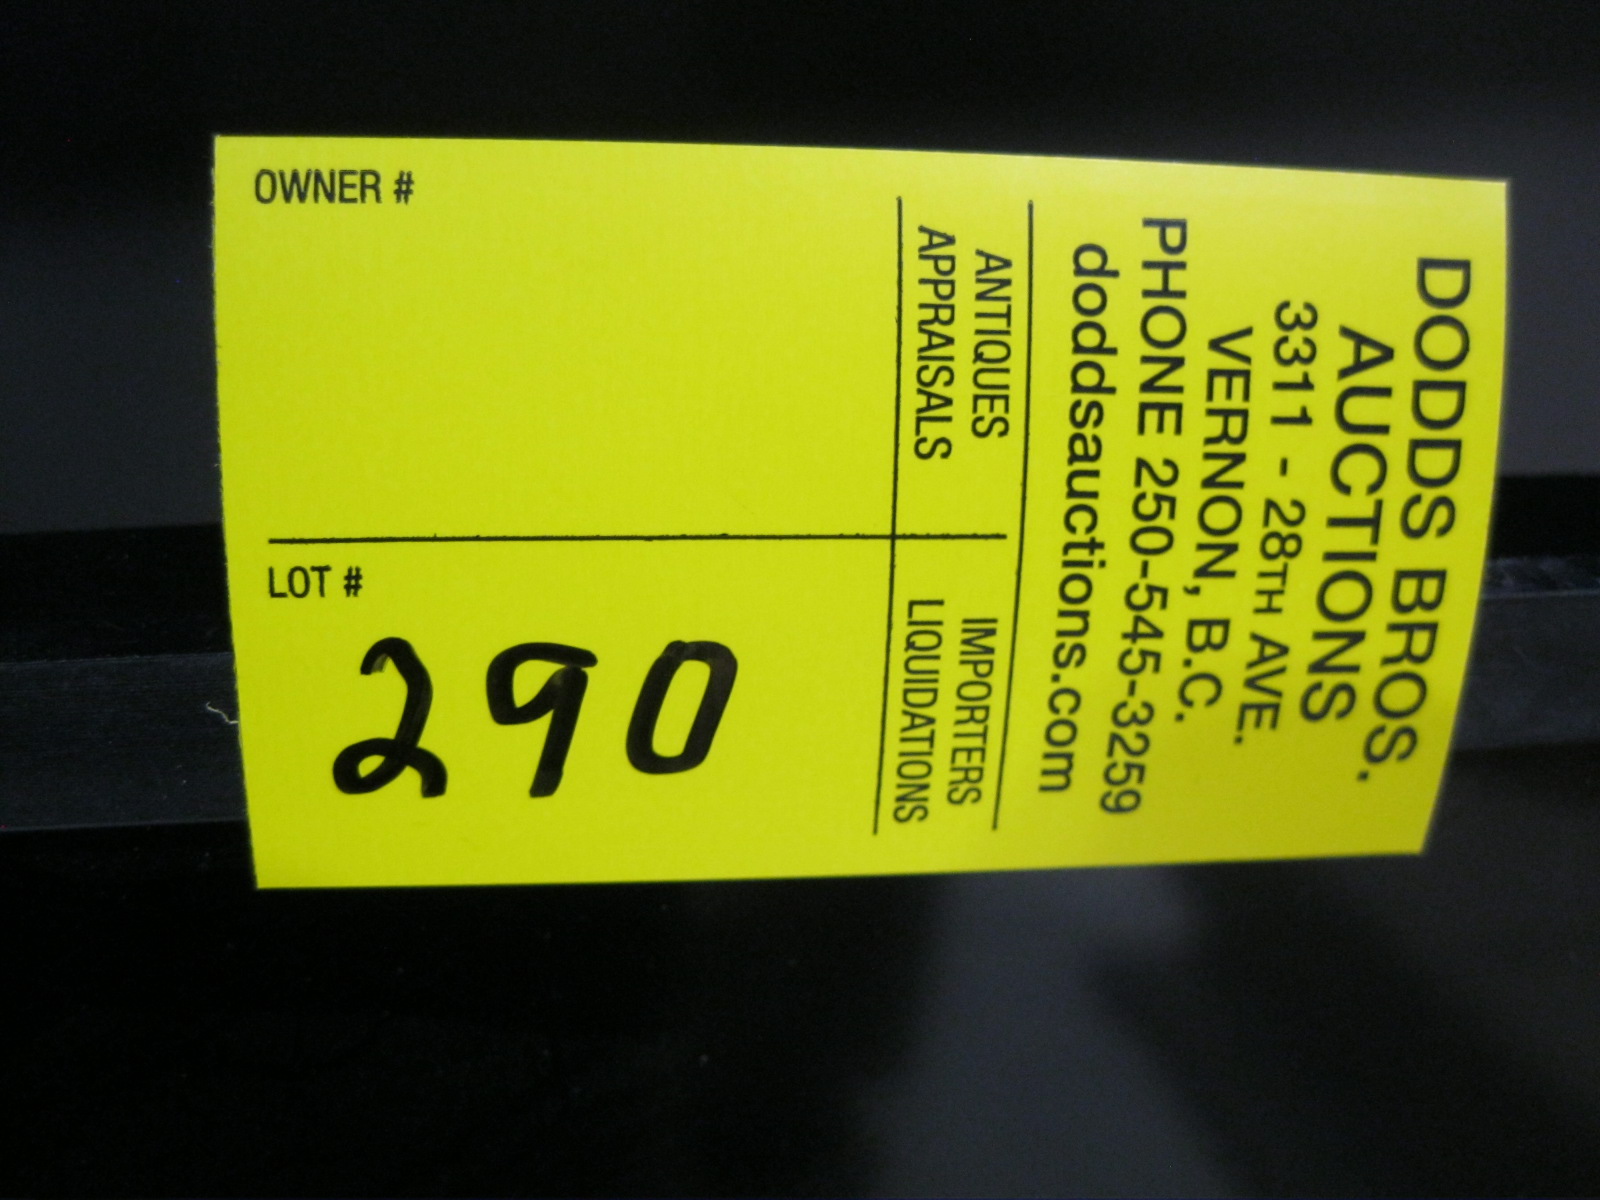 DODDS BROS.
AUCTIONS
3311 - 28TH AVE.
VERNON, B.C.
PHONE 250-545-3259
doddsauctions.com
ANTIQUES
APPRAISALS
IMPORTERS
LIQUIDATIONS
OWNER #
LOT #
290